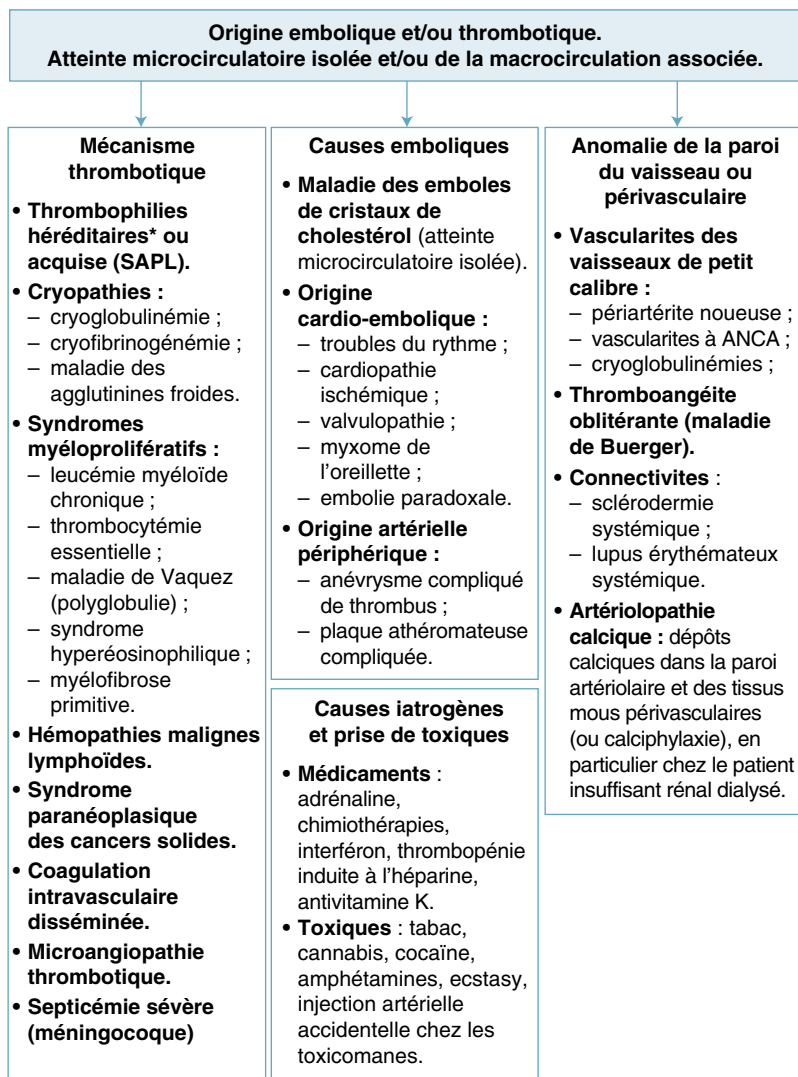 Origine embolique et/ou thrombotique.
Atteinte microcirculatoire isolée et/ou de la macrocirculation associée.
Mécanisme
thrombotique
• Thrombophilies
héréditaires* ou
acquise (SAPL).
• Cryopathies :
– cryoglobulinémie ;
– cryofibrinogénémie ;
– maladie des
agglutinines froides.
• Syndromes
myéloprolifératifs :
– leucémie myéloïde
chronique ;
– thrombocytémie
essentielle ;
– maladie de Vaquez
(polyglobulie) ;
– syndrome
hyperéosinophilique ;
– myélofibrose
primitive.
• Hémopathies malignes
lymphoïdes.
• Syndrome
paranéoplasique
des cancers solides.
• Coagulation
intravasculaire
disséminée.
• Microangiopathie
thrombotique.
• Septicémie sévère
(méningocoque)
Causes emboliques
• Maladie des emboles
de cristaux de
cholestérol (atteinte
microcirculatoire isolée).
• Origine
cardio-embolique :
– troubles du rythme ;
– cardiopathie
ischémique ;
– valvulopathie ;
– myxome de
l'oreillette ;
– embolie paradoxale.
• Origine artérielle
périphérique :
– anévrysme compliqué
de thrombus ;
– plaque athéromateuse
compliquée.
Causes iatrogènes
et prise de toxiques
• Médicaments :
adrénaline,
chimiothérapies,
interféron, thrombopénie
induite à l'héparine,
antivitamine K.
• Toxiques : tabac,
cannabis, cocaïne,
amphétamines, ecstasy,
injection artérielle
accidentelle chez les
toxicomanes.
Anomalie de la paroi
du vaisseau ou
périvasculaire
• Vascularites des
vaisseaux de petit
calibre :
– périartérite noueuse ;
– vascularites à ANCA ;
– cryoglobulinémies ;
• Thromboangéite
oblitérante (maladie
de Buerger).
• Connectivites :
– sclérodermie
systémique ;
– lupus érythémateux
systémique.
• Artériolopathie
calcique : dépôts
calciques dans la paroi
artériolaire et des tissus
mous périvasculaires
(ou calciphylaxie), en
particulier chez le patient
insuffisant rénal dialysé.